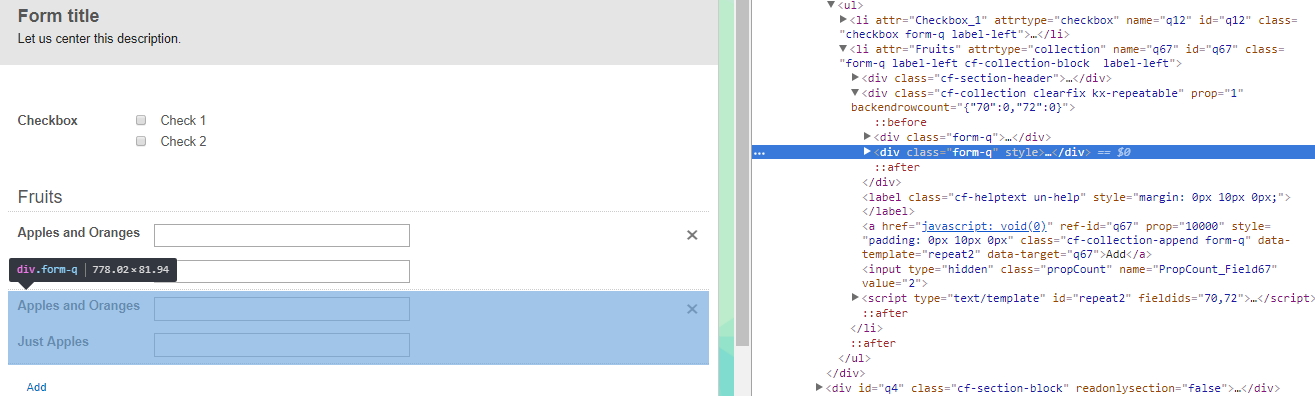 Form title
Let us center this description.
Checkbox
Check 1
Check 2
Fruits
Apples and Oranges
×
div.form-q | 778.02×81.94
Apples and Oranges
×
Just Apples
Add
▼<ul>
▶<li attr="Checkbox_1" attrtype="checkbox" name="q12" id="q12" class=
"checkbox form-q label-left">…</li>
▼<li attr="Fruits" attrtype="collection" name="q67" id="q67" class=
"form-q label-left cf-collection-block  label-left">
▶<div class="cf-section-header">…</div>
▼<div class="cf-collection clearfix kx-repeatable" prop="1"
backendrowcount="{"70":0,"72":0}">
::before
▶<div class="form-q">…</div>
… ▶<div class="form-q" style>…</div> == $0
::after
</div>
<label class="cf-helptext un-help" style="margin: 0px 10px 0px;">
</label>
<a href="javascript: void(0)" ref-id="q67" prop="10000" style=
"padding: 0px 10px 0px" class="cf-collection-append form-q" data-
template="repeat2" data-target="q67">Add</a>
<input type="hidden" class="propCount" name="PropCount_Field67"
value="2">
▶<script type="text/template" id="repeat2" fieldids="70,72">…</script>
::after
</li>
::after
</ul>
</div>
▶<div id="q4" class="cf-section-block" readonlysection="false">…</div>